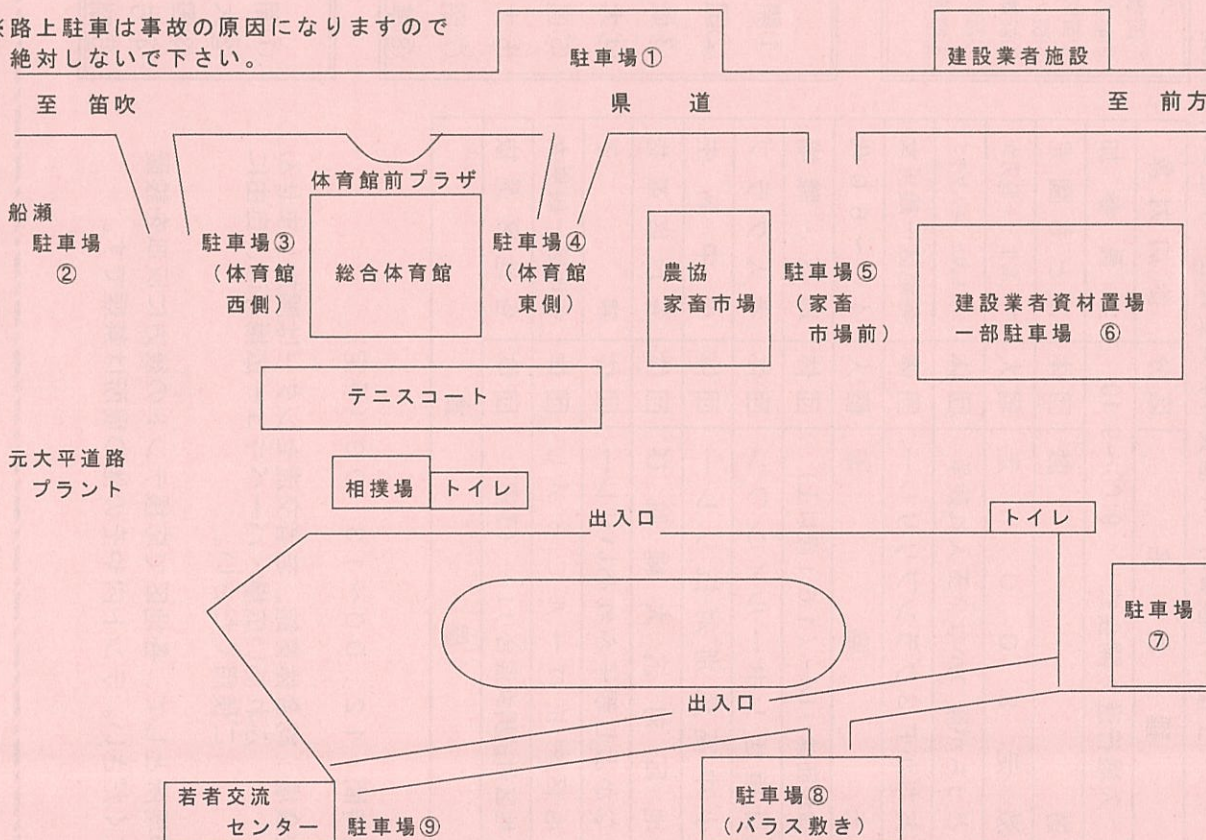 ※路上駐車は事故の原因になりますので
絶対しないで下さい。
駐車場①
建設業者施設
至 笛吹
県 道
至 前方
体育館前プラザ
船瀬
駐車場
②
駐車場③
(体育館
西側)
総合体育館
駐車場④
(体育館
東側)
農協
家畜市場
駐車場⑤
(家畜
市場前)
建設業者資材置場
一部駐車場 ⑥
テニスコート
元大平道路
プラント
相撲場
トイレ
出入口
トイレ
駐車場
⑦
出入口
若者交流
センター
駐車場⑨
駐車場⑧
(バラス敷き)